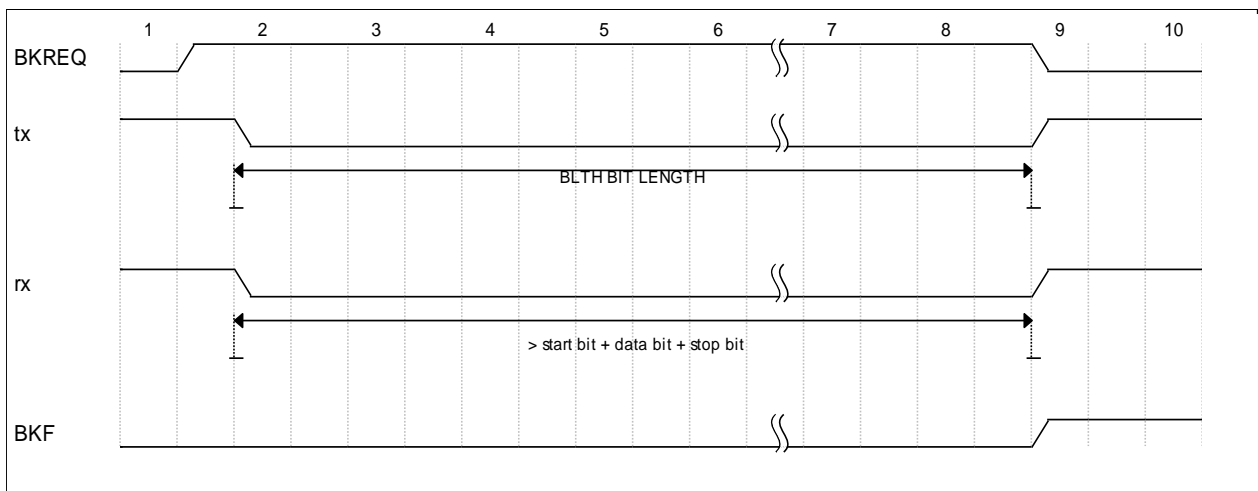 1 2 3 4 5 6 7 8 9 10
BKREQ
tx
BLTH BIT LENGTH
rx
> start bit + data bit + stop bit
BKF